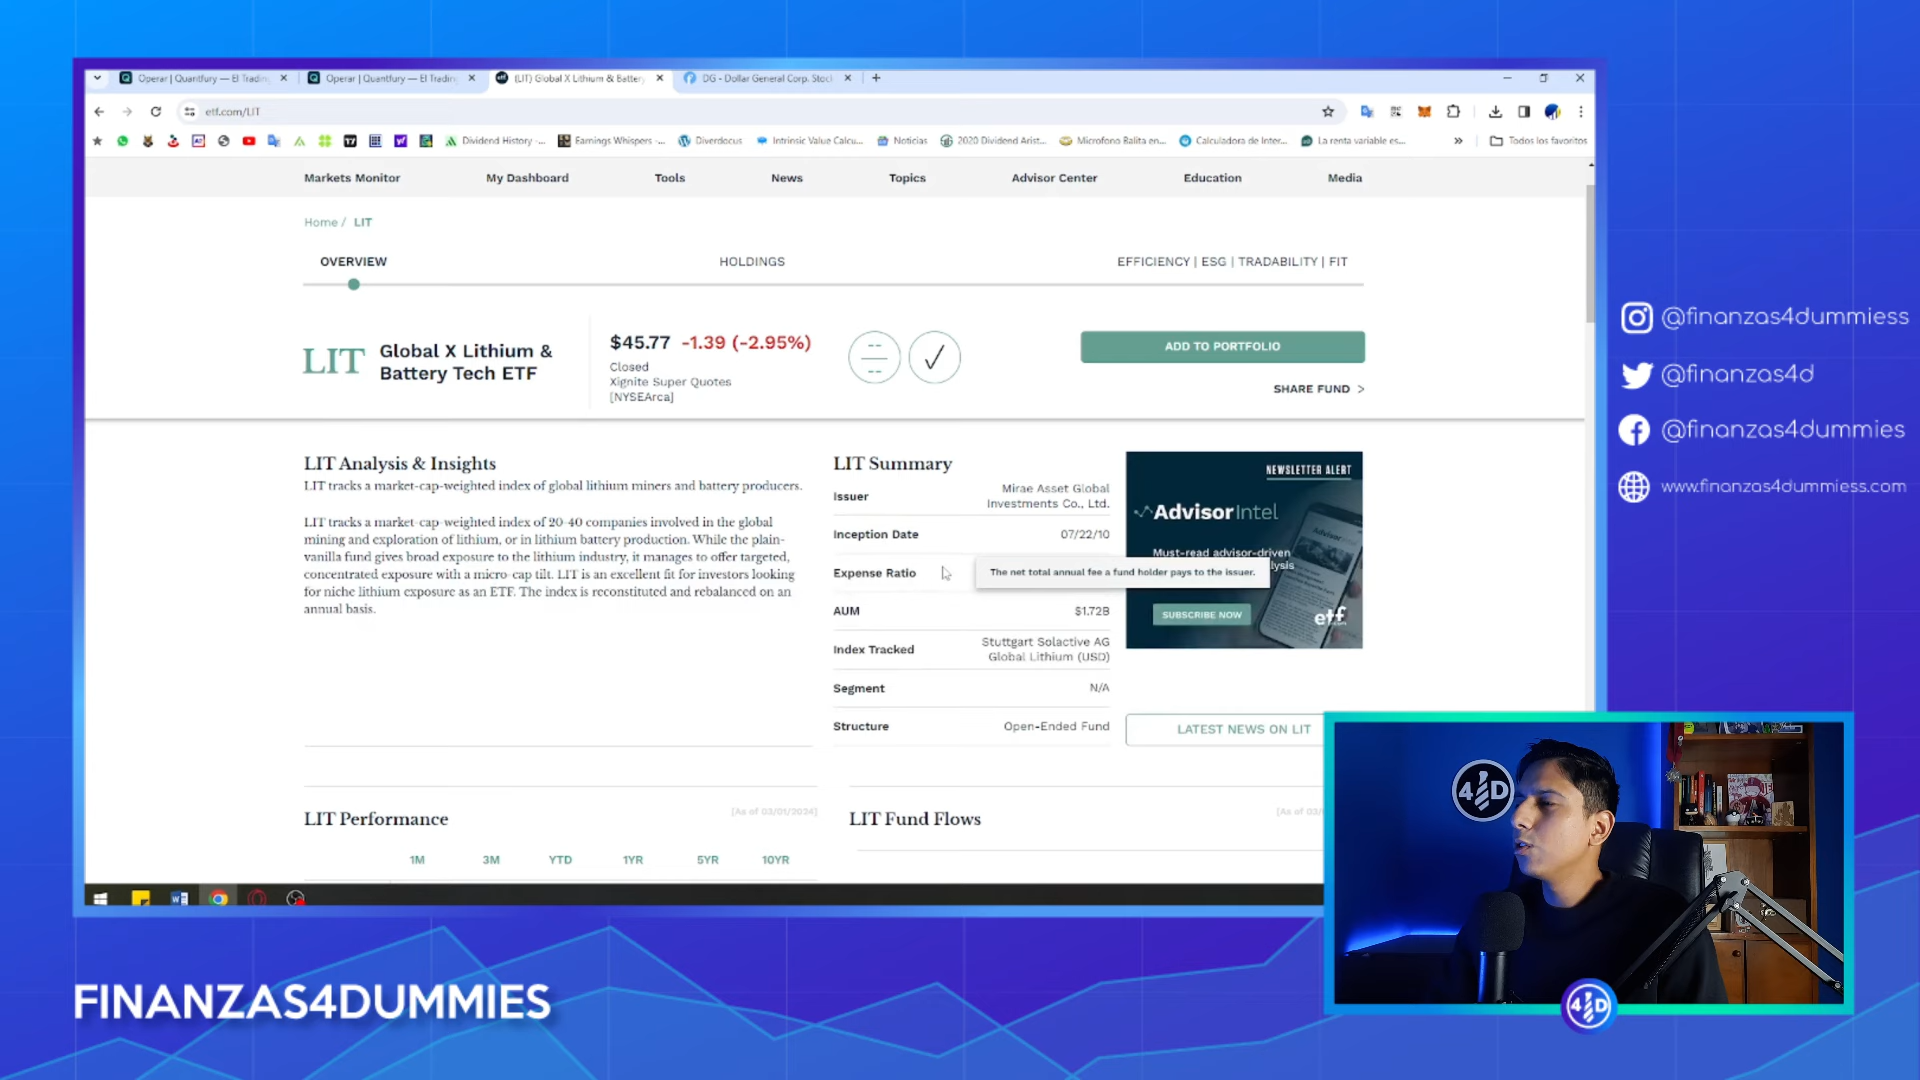 Operar | Quantfury — El Trading
Operar | Quantfury — El Trading
(LIT) Global X Lithium & Battery
DG - Dollar General Corp. Stock
etf.com/LIT
Dividend History -...
Earnings Whispers -...
Diverdocus
Intrinsic Value Calcu...
Noticias
2020 Dividend Arist...
Microfono Balita en...
Calculadora de Inter...
La renta variable es...
»
Todos los favoritos
Markets Monitor
My Dashboard
Tools
News
Topics
Advisor Center
Education
Media
Home / LIT
OVERVIEW
HOLDINGS
EFFICIENCY | ESG | TRADABILITY | FIT
LIT
Global X Lithium &
Battery Tech ETF
$45.77 -1.39 (-2.95%)
Closed
Xignite Super Quotes
[NYSEArca]
--
--
ADD TO PORTFOLIO
SHARE FUND >
LIT Analysis & Insights
LIT tracks a market-cap-weighted index of global lithium miners and battery producers.
LIT tracks a market-cap-weighted index of 20-40 companies involved in the global
mining and exploration of lithium, or in lithium battery production. While the plain-
vanilla fund gives broad exposure to the lithium industry, it manages to offer targeted,
concentrated exposure with a micro-cap tilt. LIT is an excellent fit for investors looking
for niche lithium exposure as an ETF. The index is reconstituted and rebalanced on an
annual basis.
LIT Summary
Issuer
Mirae Asset Global
Investments Co., Ltd.
Inception Date
07/22/10
Expense Ratio
The net total annual fee a fund holder pays to the issuer.
AUM
$1.72B
Index Tracked
Stuttgart Solactive AG
Global Lithium (USD)
Segment
N/A
Structure
Open-Ended Fund
NEWSLETTER ALERT
AdvisorIntel
Must-read advisor-driven
lysis
SUBSCRIBE NOW
etf
LATEST NEWS ON LIT
LIT Performance
[As of 03/01/2024]
1M
3M
YTD
1YR
5YR
10YR
LIT Fund Flows
[As of 03/
@finanzas4dummiess
@finanzas4d
@finanzas4dummies
www.finanzas4dummiess.com
4D
4D
FINANZAS4DUMMIES